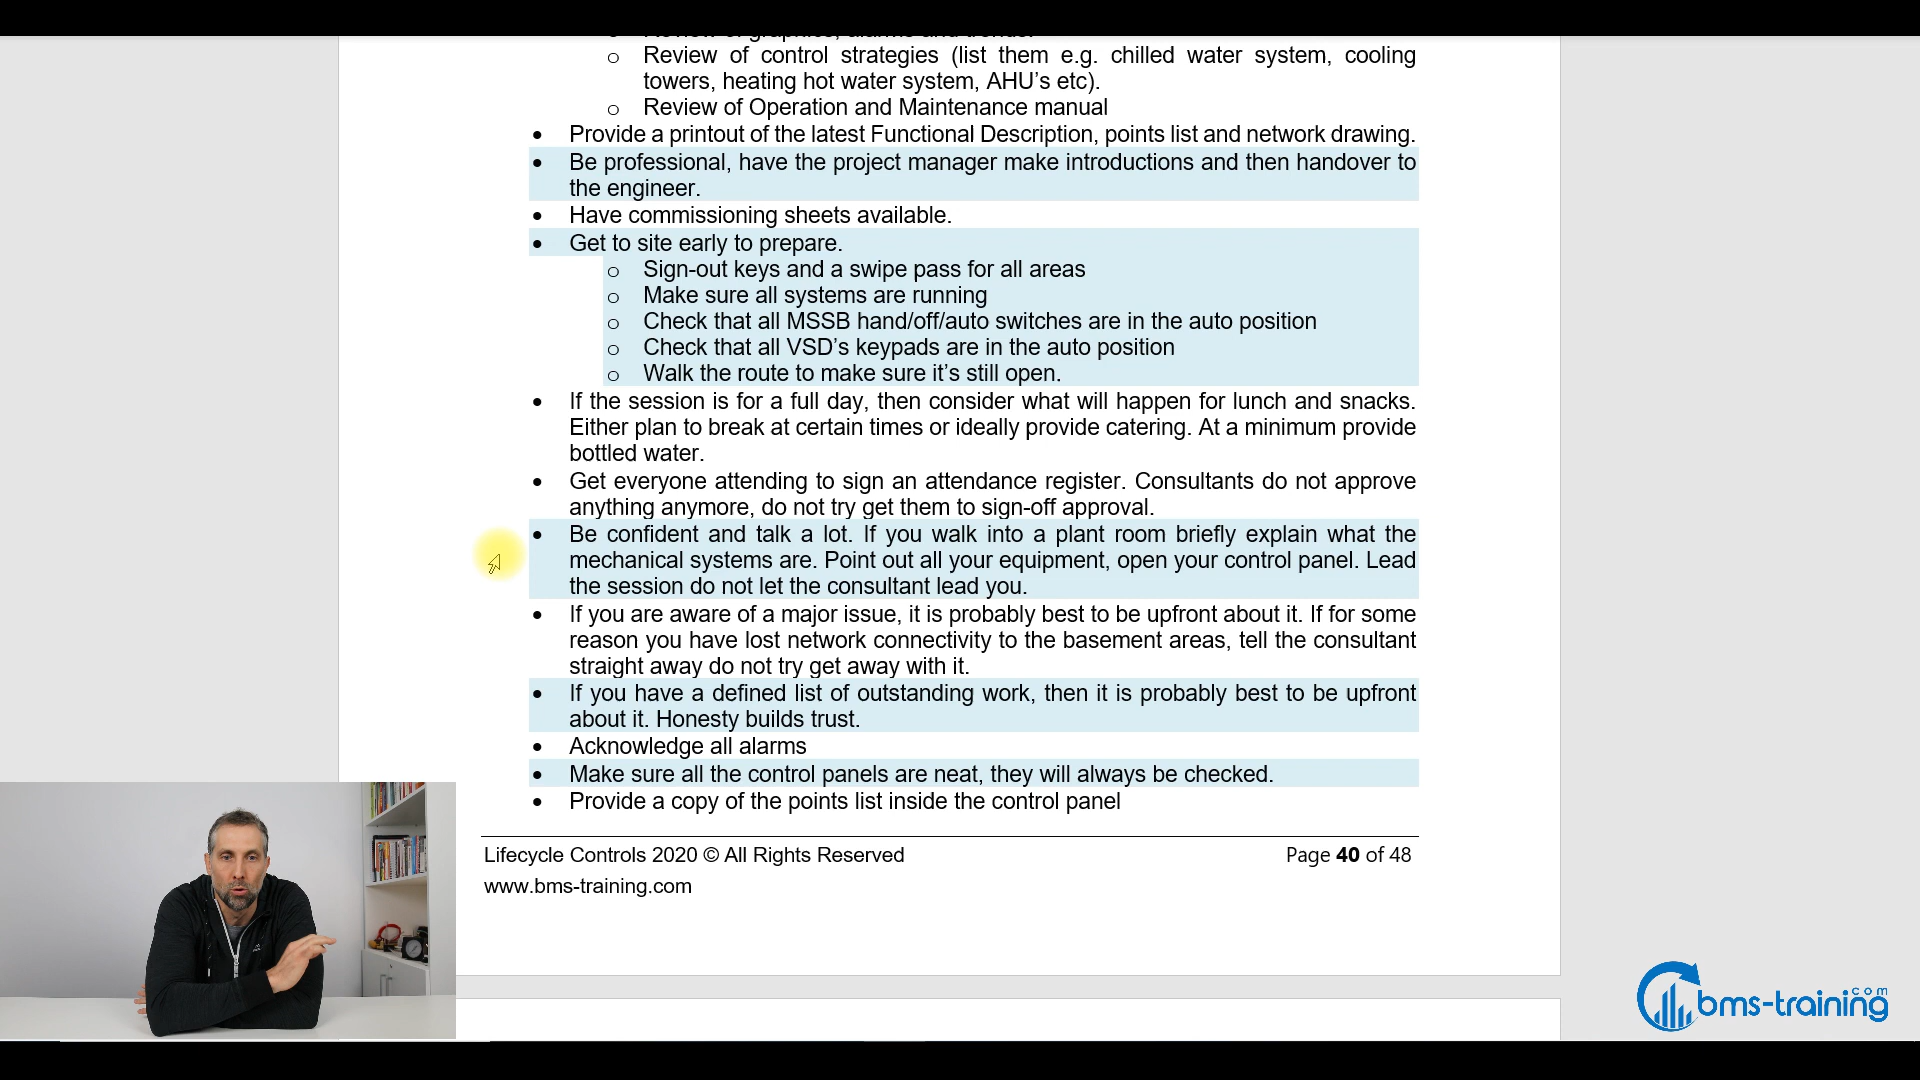 Review of graphics, alarms and trends.
o Review of control strategies (list them e.g. chilled water system, cooling
towers, heating hot water system, AHU’s etc).
o Review of Operation and Maintenance manual
• Provide a printout of the latest Functional Description, points list and network drawing.
• Be professional, have the project manager make introductions and then handover to
the engineer.
• Have commissioning sheets available.
• Get to site early to prepare.
o Sign-out keys and a swipe pass for all areas
o Make sure all systems are running
o Check that all MSSB hand/off/auto switches are in the auto position
o Check that all VSD’s keypads are in the auto position
o Walk the route to make sure it’s still open.
• If the session is for a full day, then consider what will happen for lunch and snacks.
Either plan to break at certain times or ideally provide catering. At a minimum provide
bottled water.
• Get everyone attending to sign an attendance register. Consultants do not approve
anything anymore, do not try get them to sign-off approval.
• Be confident and talk a lot. If you walk into a plant room briefly explain what the
mechanical systems are. Point out all your equipment, open your control panel. Lead
the session do not let the consultant lead you.
• If you are aware of a major issue, it is probably best to be upfront about it. If for some
reason you have lost network connectivity to the basement areas, tell the consultant
straight away do not try get away with it.
• If you have a defined list of outstanding work, then it is probably best to be upfront
about it. Honesty builds trust.
• Acknowledge all alarms
• Make sure all the control panels are neat, they will always be checked.
• Provide a copy of the points list inside the control panel
Lifecycle Controls 2020 © All Rights Reserved
Page 40 of 48
www.bms-training.com
bms-training.com